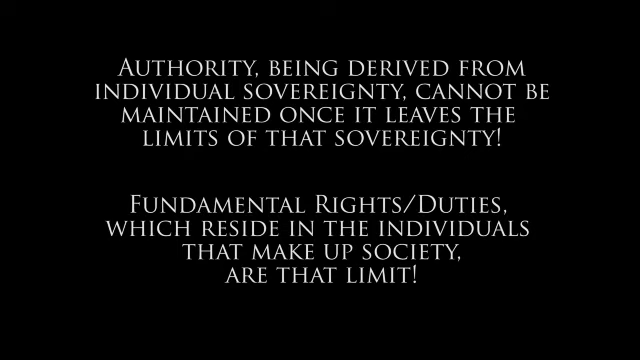 Authority, being derived from
individual sovereignty, cannot be
maintained once it leaves the
limits of that sovereignty!
Fundamental Rights/Duties,
which reside in the individuals
that make up society,
are that limit!